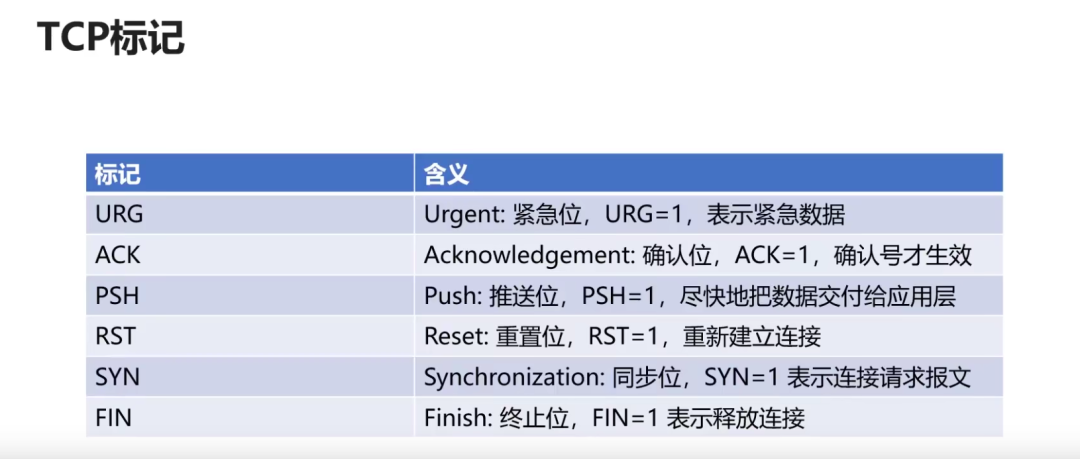 TCP标记
标记 含义
URG Urgent: 紧急位，URG=1，表示紧急数据
ACK Acknowledgement: 确认位，ACK=1，确认号才生效
PSH Push: 推送位，PSH=1，尽快地把数据交付给应用层
RST Reset: 重置位，RST=1，重新建立连接
SYN Synchronization: 同步位，SYN=1 表示连接请求报文
FIN Finish: 终止位，FIN=1 表示释放连接